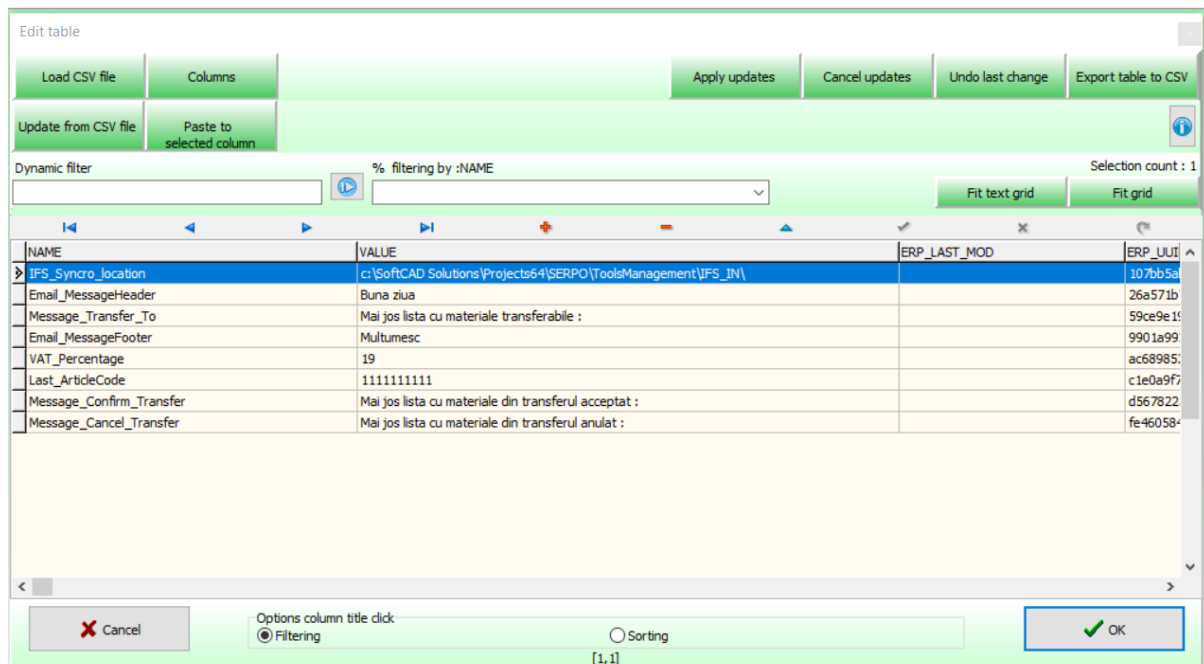 Edit table
Load CSV file Columns Apply updates Cancel updates Undo last change Export table to CSV
Update from CSV file Paste to
selected column
Dynamic filter % filtering by :NAME Selection count : 1
Fit text grid Fit grid
NAME VALUE ERP_LAST_MOD ERP_UUI
IFS_Syncro_location c:\SoftCAD Solutions\Projects64\SERPO\ToolsManagement\IFS_IN\ 107bb5a
Email_MessageHeader Buna ziua 26a571b
Message_Transfer_To Mai jos lista cu materiale transferabile : 59ce9e19
Email_MessageFooter Multumesc 9901a99
VAT_Percentage 19 ac68985
Last_ArticleCode 1111111111 c1e0a9f7
Message_Confirm_Transfer Mai jos lista cu materiale din transferul acceptat : d567822
Message_Cancel_Transfer Mai jos lista cu materiale din transferul anulat : fe460584
Cancel Options column title click OK
Filtering Sorting
[1,1]